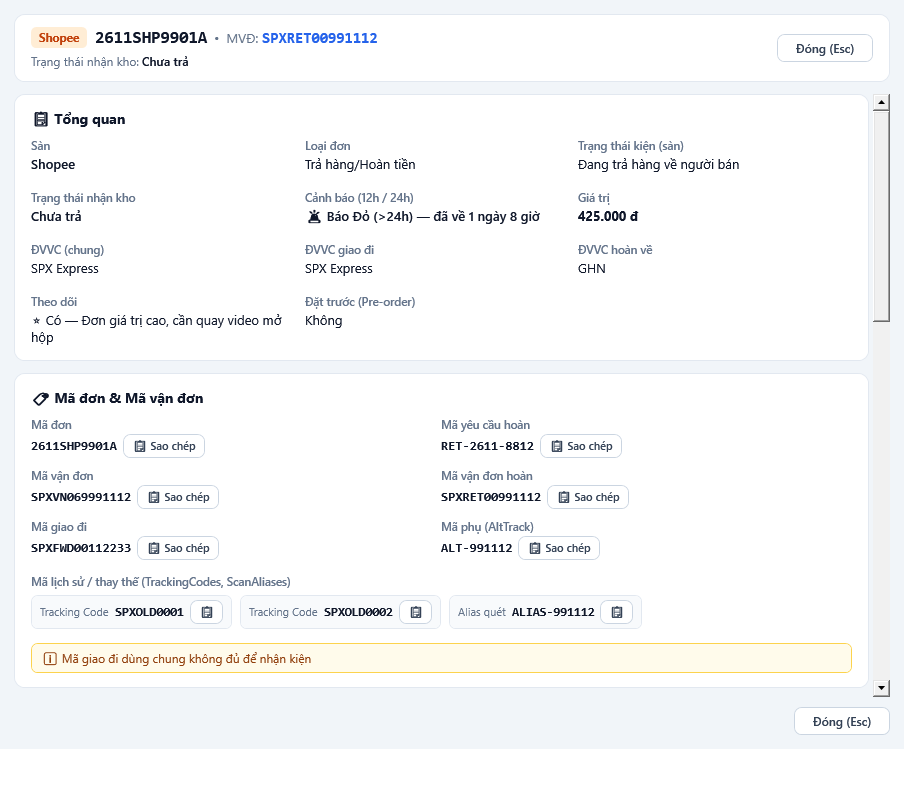 Shopee 2611SHP9901A • MVĐ: SPXRET00991112
Trạng thái nhận kho: Chưa trả
Đóng (Esc)
Tổng quan
Sàn
Shopee
Loại đơn
Trả hàng/Hoàn tiền
Trạng thái kiện (sàn)
Đang trả hàng về người bán
Trạng thái nhận kho
Chưa trả
Cảnh báo (12h / 24h)
Báo Đỏ (>24h) — đã về 1 ngày 8 giờ
Giá trị
425.000 đ
ĐVVC (chung)
SPX Express
ĐVVC giao đi
SPX Express
ĐVVC hoàn về
GHN
Theo dõi
⭐ Có — Đơn giá trị cao, cần quay video mở
hộp
Đặt trước (Pre-order)
Không
Mã đơn & Mã vận đơn
Mã đơn
2611SHP9901A Sao chép
Mã yêu cầu hoàn
RET-2611-8812 Sao chép
Mã vận đơn
SPXVN069991112 Sao chép
Mã vận đơn hoàn
SPXRET00991112 Sao chép
Mã giao đi
SPXFWD00112233 Sao chép
Mã phụ (AltTrack)
ALT-991112 Sao chép
Mã lịch sử / thay thế (TrackingCodes, ScanAliases)
Tracking Code SPXOLD0001
Tracking Code SPXOLD0002
Alias quét ALIAS-991112
Mã giao đi dùng chung không đủ để nhận kiện
Đóng (Esc)